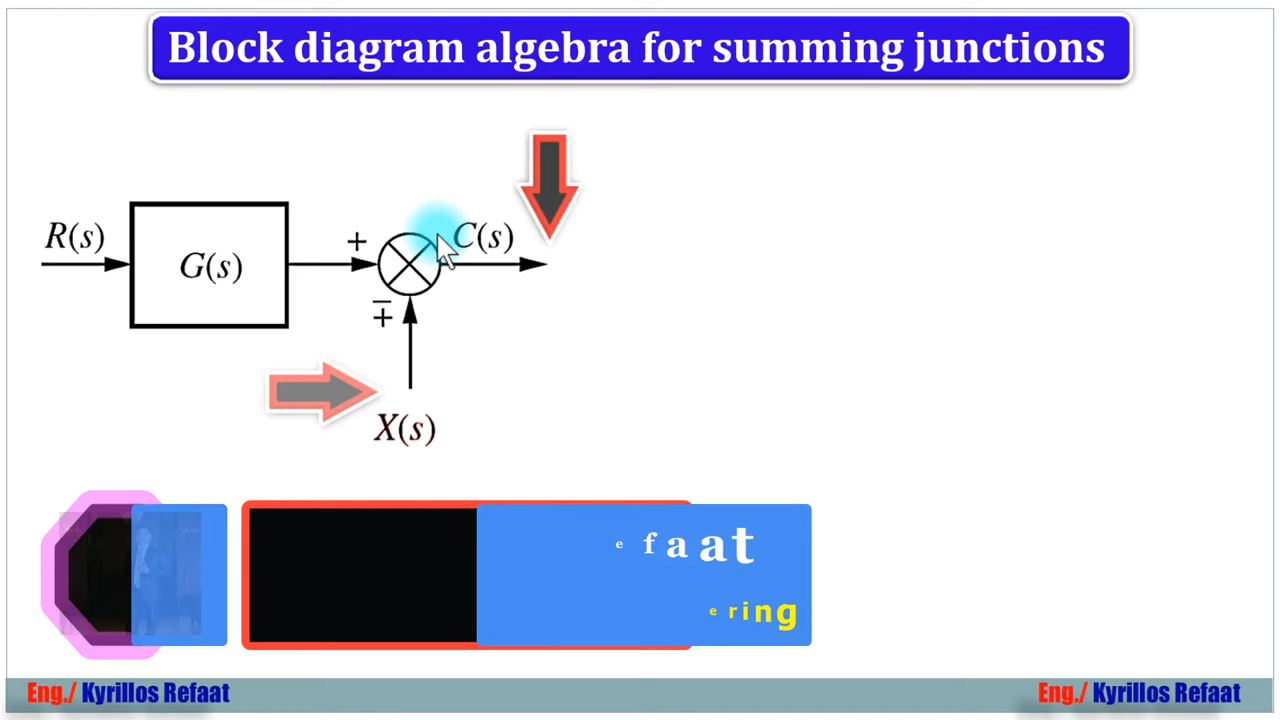 Block diagram algebra for summing junctions
R(s)
G(s)
+
C(s)
∓
X(s)
e f a a t
e r i n g
Eng./ Kyrillos Refaat
Eng./ Kyrillos Refaat